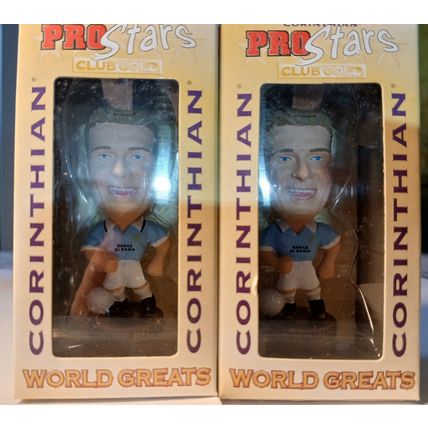 PRO Stars
CLUB GOLD
CORINTHIAN
CORINTHIAN
BANCA
DI ROMA
WORLD GREATS
CORINTHIAN
PRO Stars
CLUB GOLD
CORINTHIAN
CORINTHIAN
BANCA
DI ROMA
WORLD GREATS